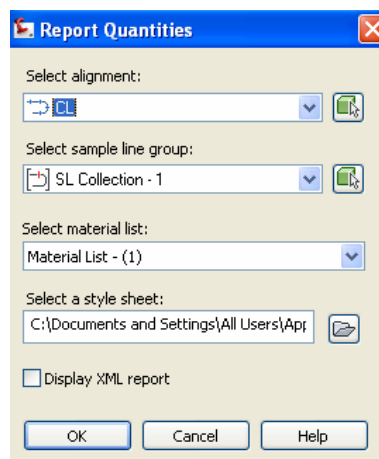 Report Quantities
Select alignment:
CL
Select sample line group:
SL Collection - 1
Select material list:
Material List - (1)
Select a style sheet:
C:\Documents and Settings\All Users\App
Display XML report
OK
Cancel
Help